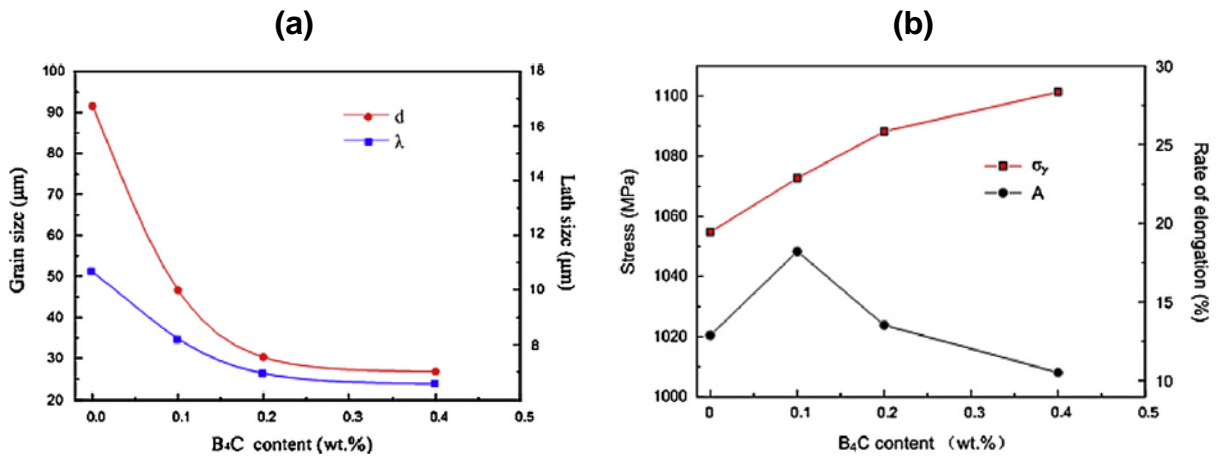 (a)
(b)
100
90
80
70
60
50
40
30
20
Grain size (μm)
18
16
14
12
10
8
Lath size (μm)
d
λ
0.0 0.1 0.2 0.3 0.4 0.5
B₄C content (wt.%)
1100
1080
1060
1040
1020
1000
Stress (MPa)
30
25
20
15
10
Rate of elongation (%)
σᵧ
A
0 0.1 0.2 0.3 0.4 0.5
B₄C content （wt.%）